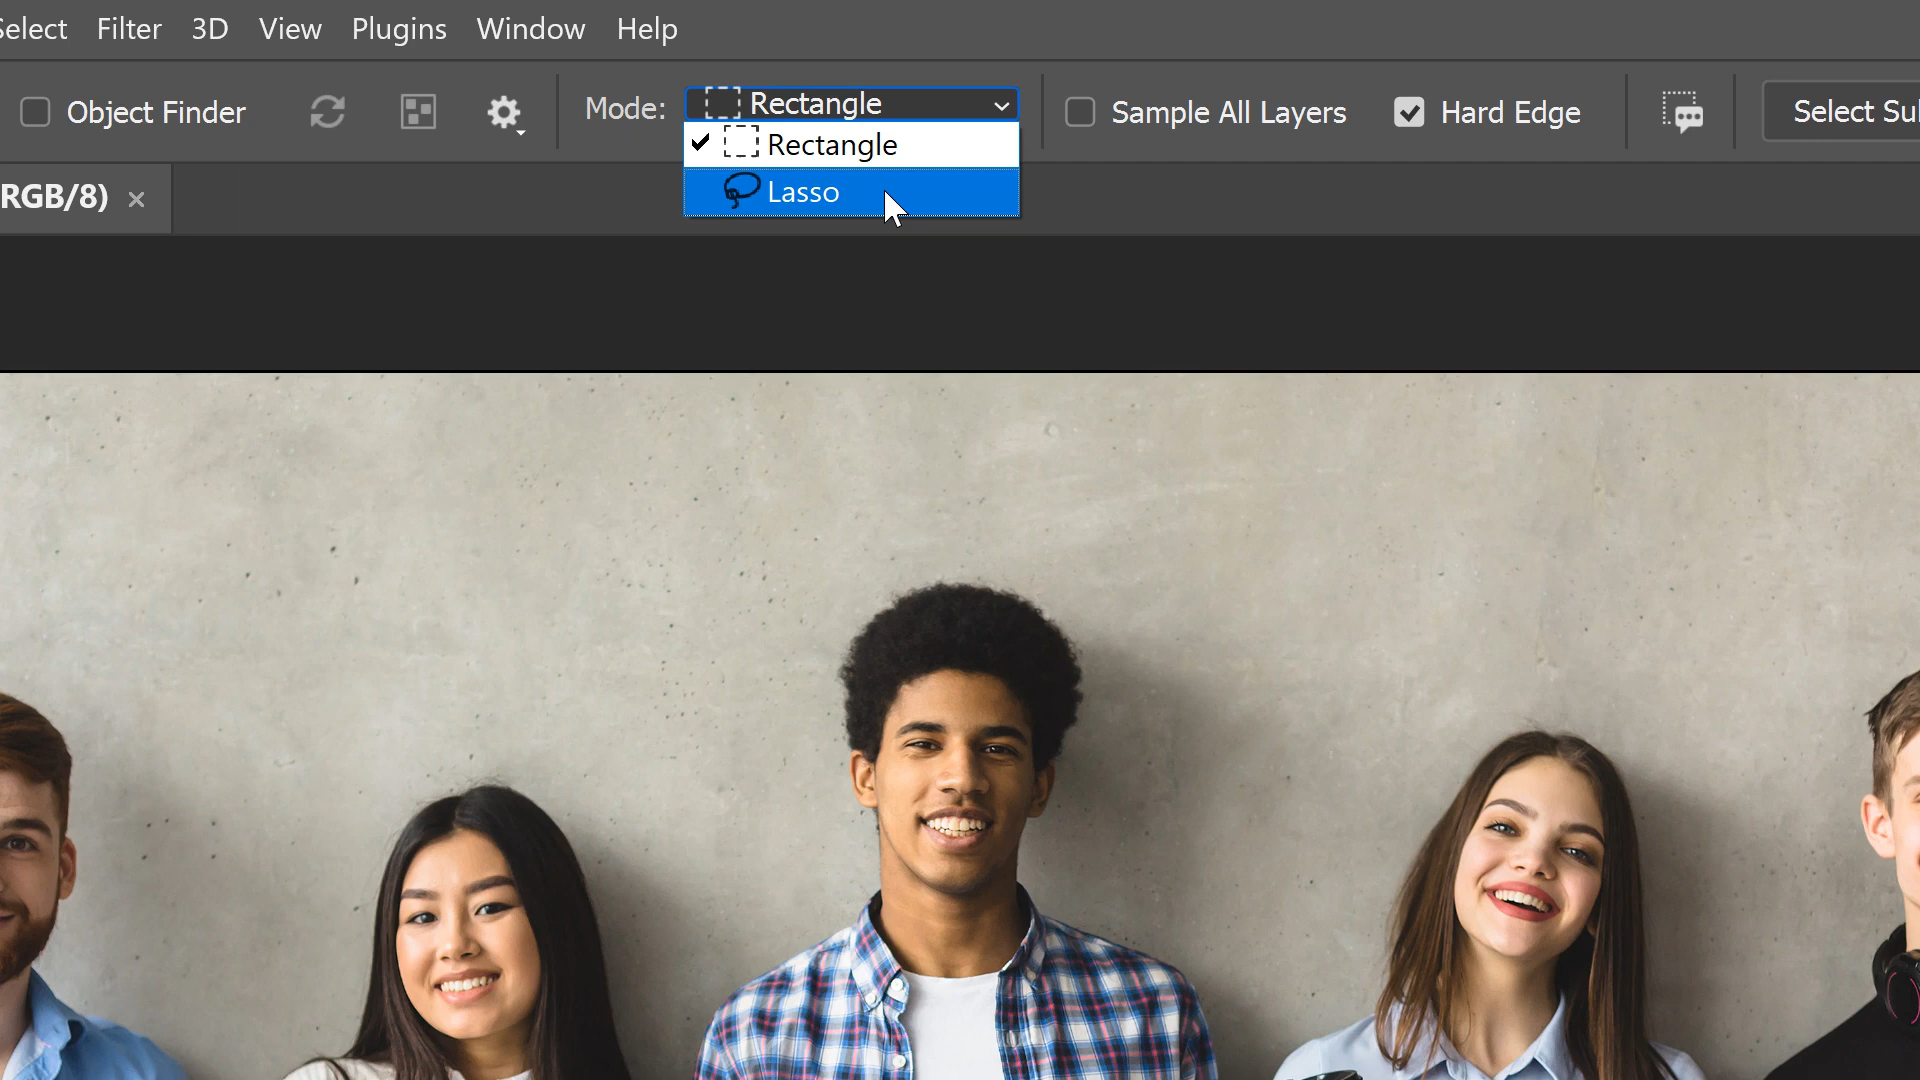 Select Filter 3D View Plugins Window Help
Object Finder Mode: Rectangle Sample All Layers Hard Edge Select Su
Rectangle
Lasso
RGB/8) ×